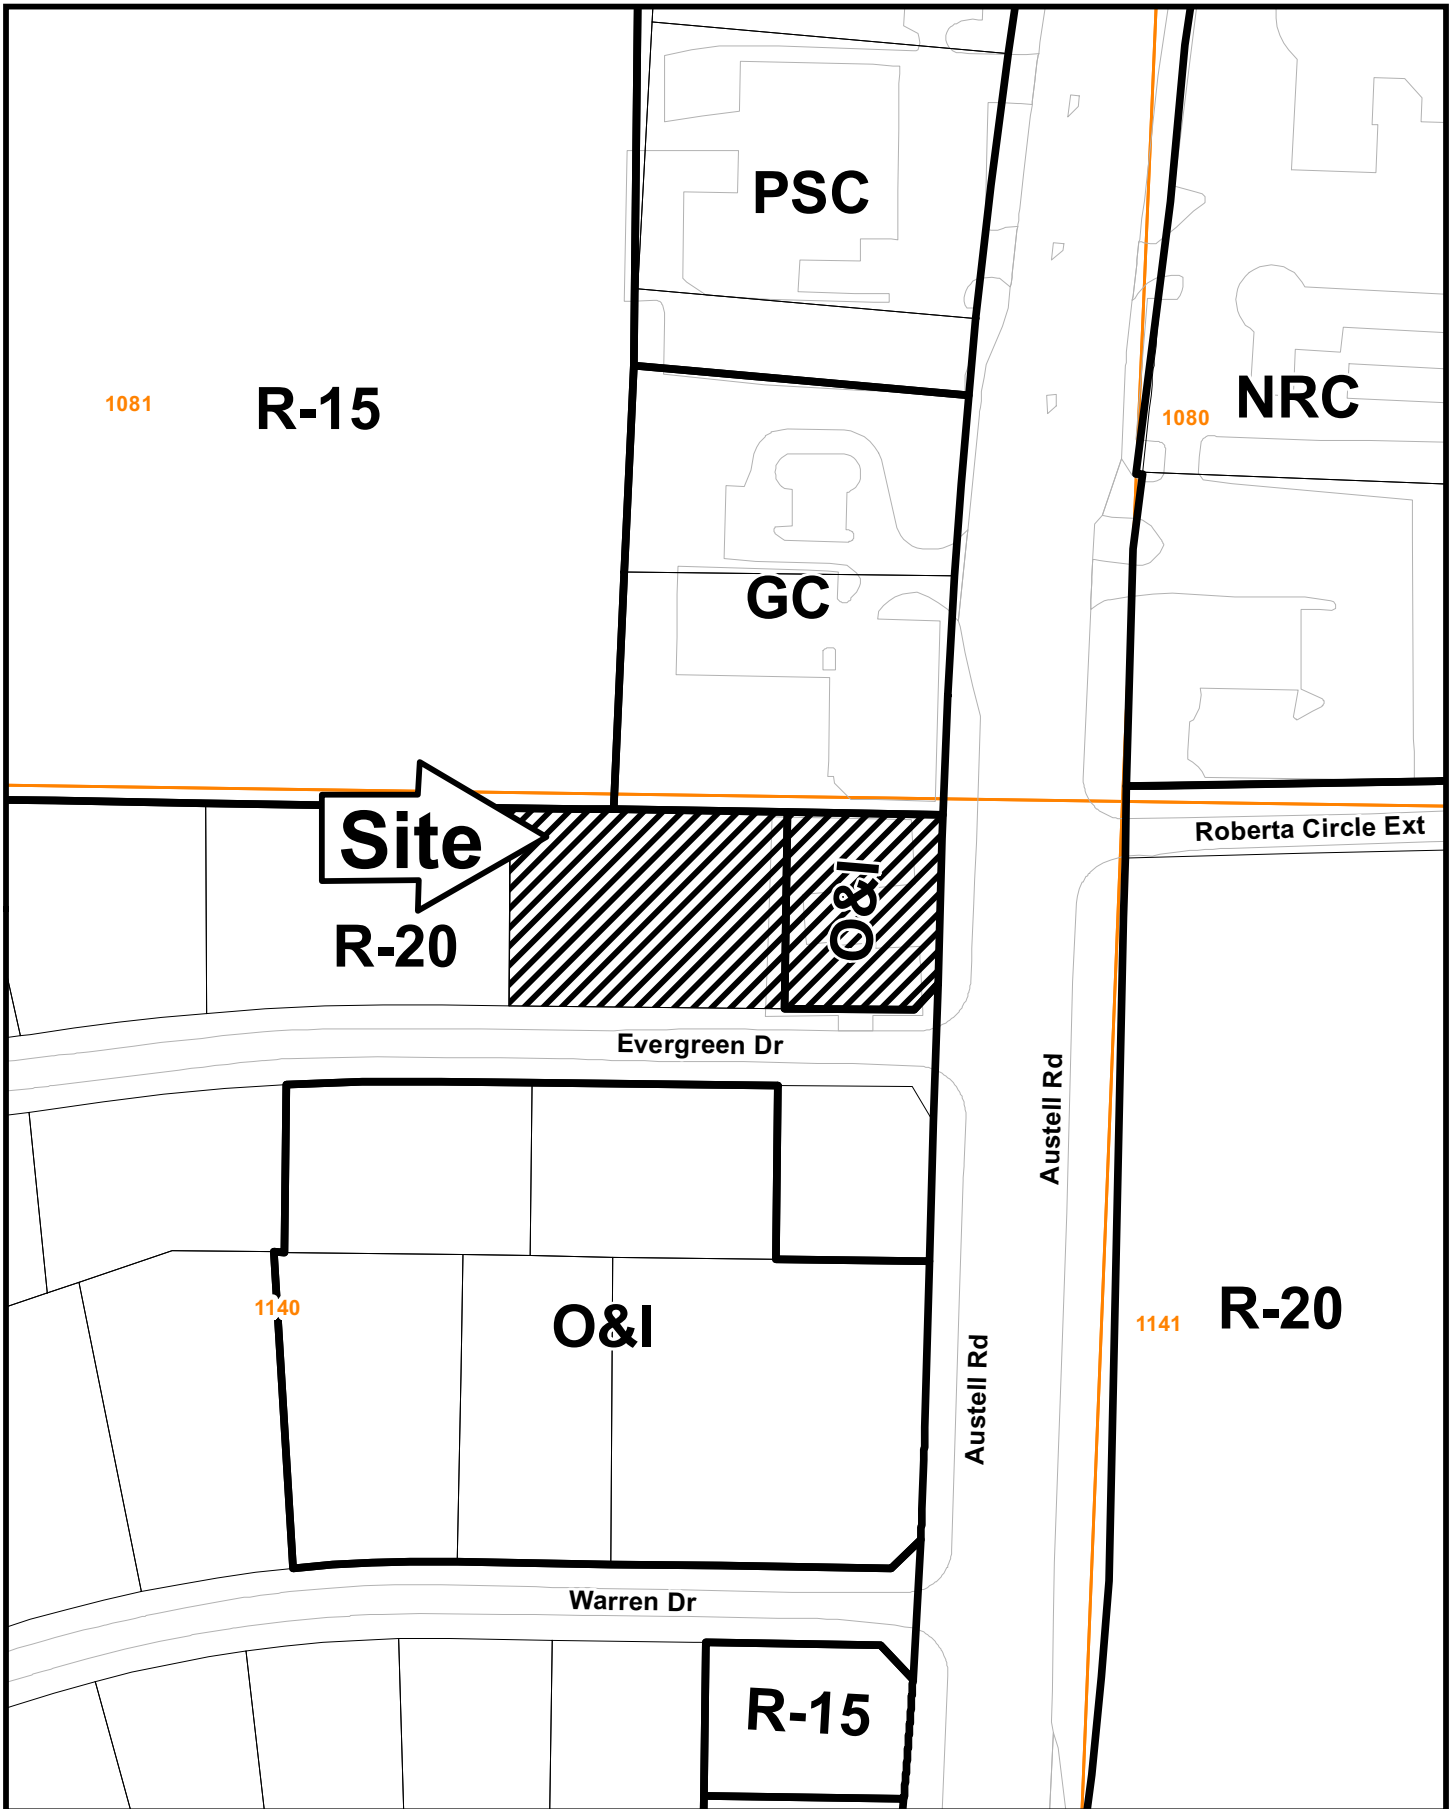 PSC
1081
R-15
1080
NRC
GC
Site
O&I
Roberta Circle Ext
R-20
Evergreen Dr
Austell Rd
1140
O&I
1141
R-20
Austell Rd
Warren Dr
R-15